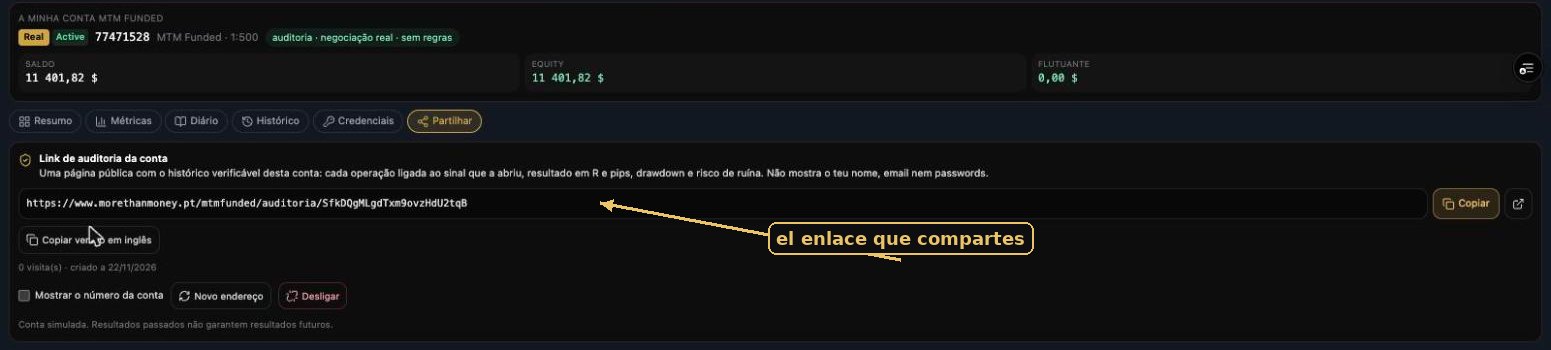 A MINHA CONTA MTM FUNDED
Real Active 77471528 MTM Funded · 1:500 auditoria · negociação real · sem regras
SALDO EQUITY FLUTUANTE
11 401,82 $ 11 401,82 $ 0,00 $
Resumo Métricas Diário Histórico Credenciais Partilhar
Link de auditoria da conta
Uma página pública com o histórico verificável desta conta: cada operação ligada ao sinal que a abriu, resultado em R e pips, drawdown e risco de ruína. Não mostra o teu nome, email nem passwords.
https://www.morethanmoney.pt/mtmfunded/auditoria/SfkDQgMLgdTxm9ovzHdU2tqB Copiar
el enlace que compartes
Copiar em inglês
0 visita(s) · criado a 22/11/2026
Mostrar o número da conta Novo endereço Desligar
Conta simulada. Resultados passados não garantem resultados futuros.